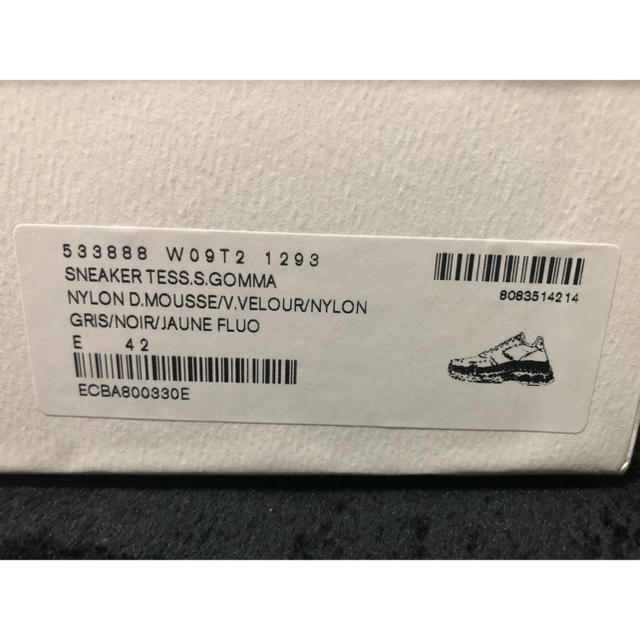 533888 W09T2 1293
SNEAKER TESS.S.GOMMA
NYLON D.MOUSSE/V.VELOUR/NYLON
GRIS/NOIR/JAUNE FLUO
E 42
ECBA800330E
8083514214